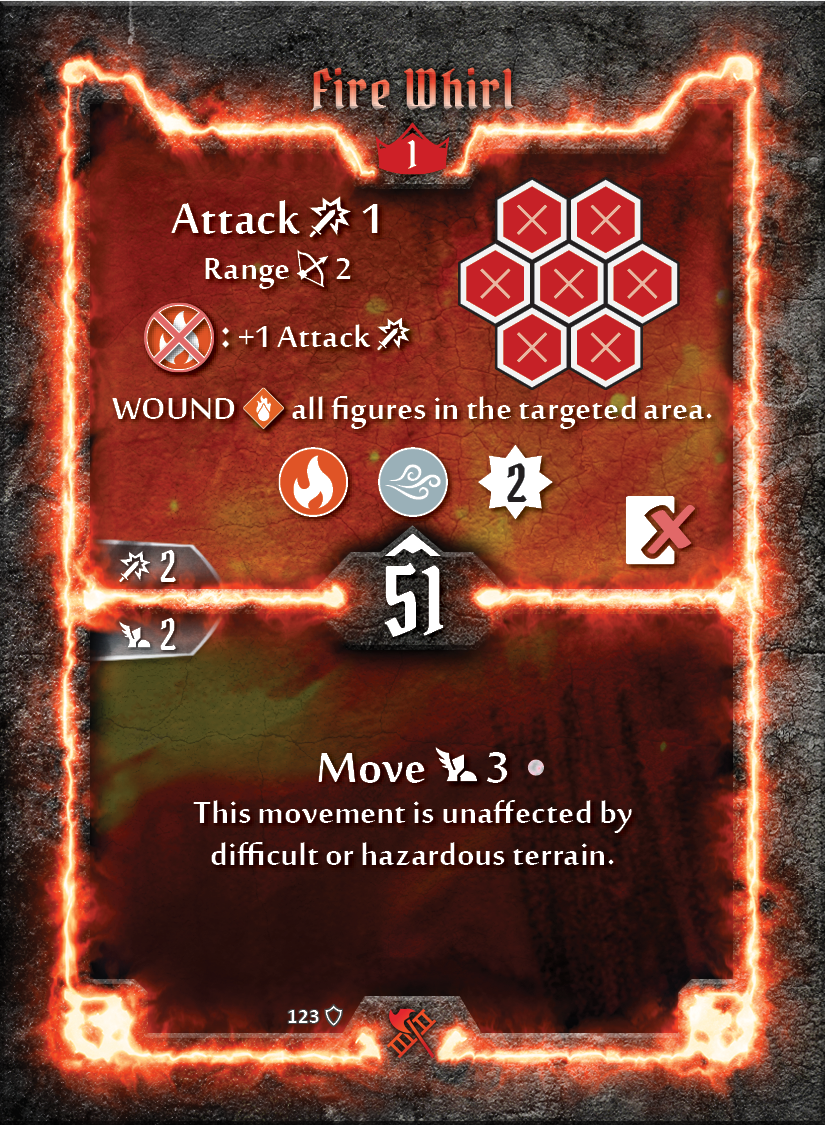 Fire Whirl
1
Attack 1
Range 2
: +1 Attack
WOUND all figures in the targeted area.
2
2
51
2
Move 3
This movement is unaffected by
difficult or hazardous terrain.
123